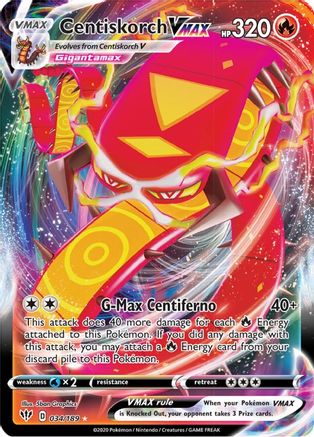 VMAX Centiskorch VMAX HP 320
Evolves from Centiskorch V
Gigantamax
G-Max Centiferno 40+
This attack does 40 more damage for each Energy
attached to this Pokémon. If you did any damage with
this attack, you may attach a Energy card from your
discard pile to this Pokémon.
weakness ×2 resistance retreat
VMAX rule
When your Pokémon VMAX
is Knocked Out, your opponent takes 3 Prize cards.
Illus. 5ban Graphics
D 034/189
©2020 Pokémon / Nintendo / Creatures / GAME FREAK